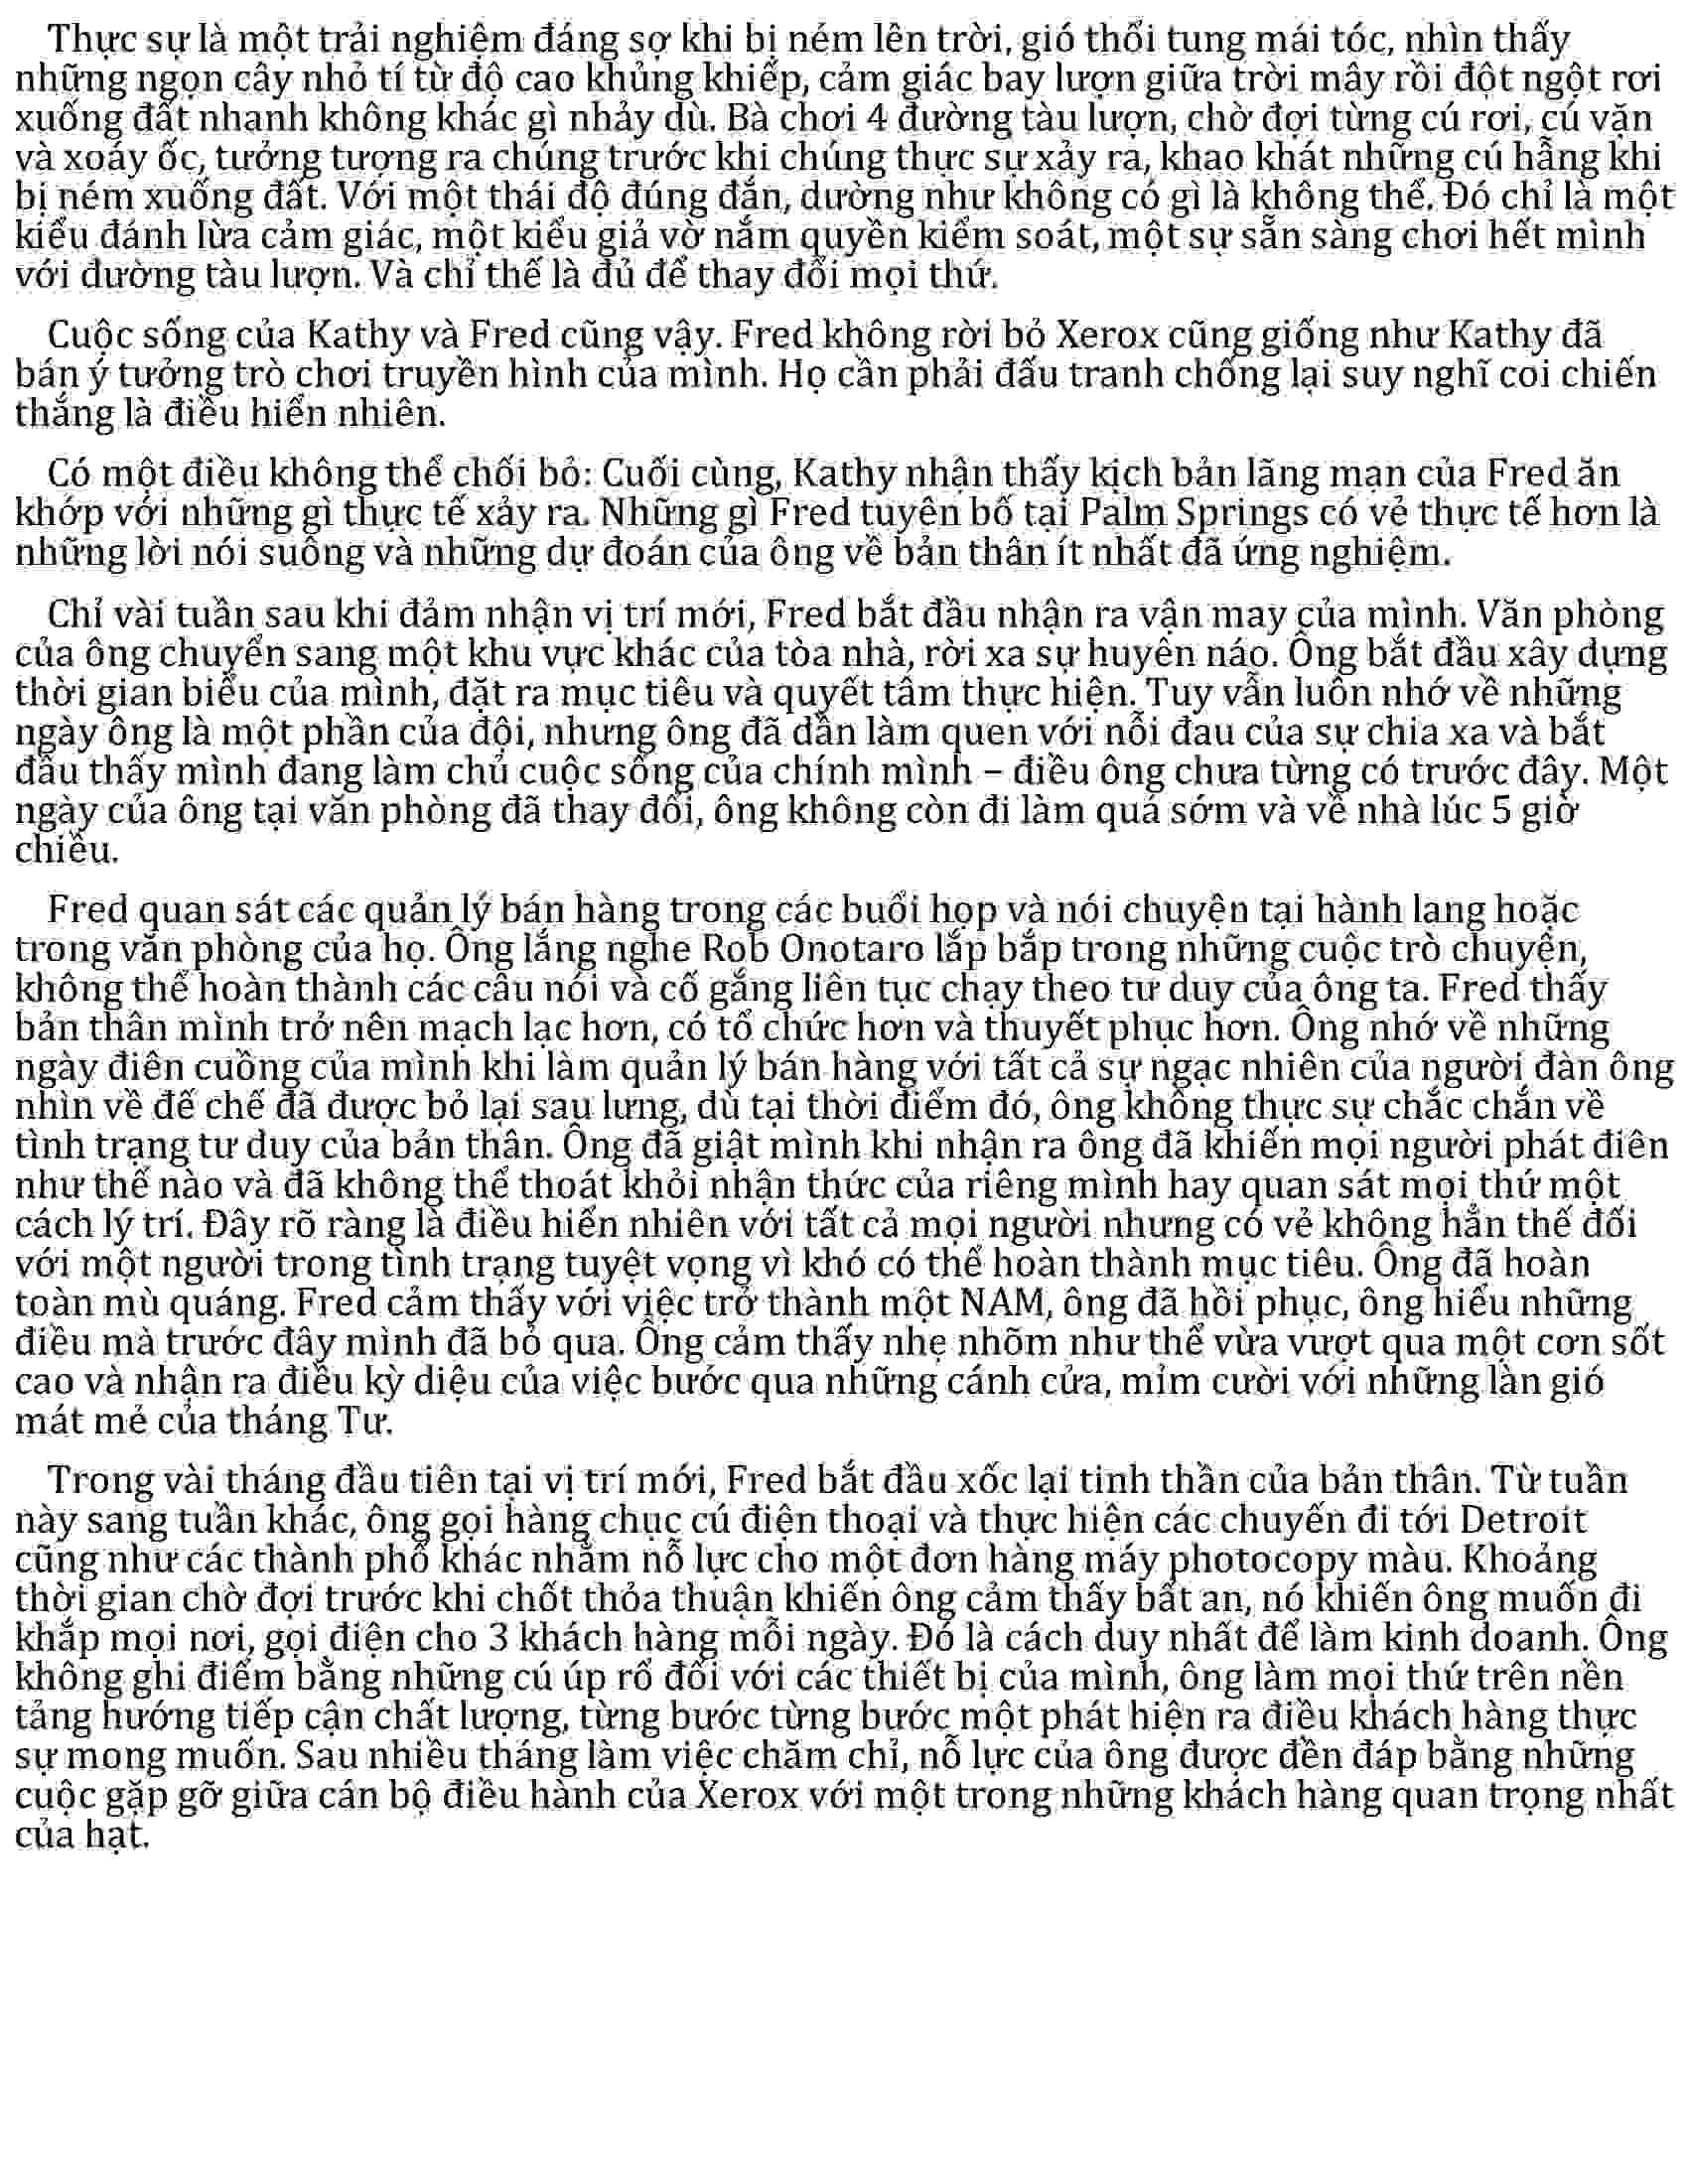 Thực sự là một trải nghiệm đáng sợ khi bị ném lên trời, gió thổi tung mái tóc, nhìn thấy
những ngọn cây nhỏ tí từ độ cao khủng khiếp, cảm giác bay lượn giữa trời mây rồi đột ngột rơi
xuống đất nhanh không khác gì nhảy dù. Bà chơi 4 đường tàu lượn, chờ đợi từng cú rơi, cú vặn
và xoáy ốc, tưởng tượng ra chúng trước khi chúng thực sự xảy ra, khao khát những cú hẫng khi
bị ném xuống đất. Với một thái độ đúng đắn, dường như không có gì là không thể. Đó chỉ là một
kiểu đánh lừa cảm giác, một kiểu giả vờ nắm quyền kiểm soát, một sự sẵn sàng chơi hết mình
với đường tàu lượn. Và chỉ thế là đủ để thay đổi mọi thứ.
Cuộc sống của Kathy và Fred cũng vậy. Fred không rời bỏ Xerox cũng giống như Kathy đã
bán ý tưởng trò chơi truyền hình của mình. Họ cần phải đấu tranh chống lại suy nghĩ coi chiến
thắng là điều hiển nhiên.
Có một điều không thể chối bỏ: Cuối cùng, Kathy nhận thấy kịch bản lãng mạn của Fred ăn
khớp với những gì thực tế xảy ra. Những gì Fred tuyên bố tại Palm Springs có vẻ thực tế hơn là
những lời nói suông và những dự đoán của ông về bản thân ít nhất đã ứng nghiệm.
Chỉ vài tuần sau khi đảm nhận vị trí mới, Fred bắt đầu nhận ra vận may của mình. Văn phòng
của ông chuyển sang một khu vực khác của tòa nhà, rời xa sự huyên náo. Ông bắt đầu xây dựng
thời gian biểu của mình, đặt ra mục tiêu và quyết tâm thực hiện. Tuy vẫn luôn nhớ về những
ngày ông là một phần của đội, nhưng ông đã dần làm quen với nỗi đau của sự chia xa và bắt
đầu thấy mình đang làm chủ cuộc sống của chính mình – điều ông chưa từng có trước đây. Một
ngày của ông tại văn phòng đã thay đổi, ông không còn đi làm quá sớm và về nhà lúc 5 giờ
chiều.
Fred quan sát các quản lý bán hàng trong các buổi họp và nói chuyện tại hành lang hoặc
trong văn phòng của họ. Ông lắng nghe Rob Onotaro lắp bắp trong những cuộc trò chuyện,
không thể hoàn thành các câu nói và cố gắng liên tục chạy theo tư duy của ông ta. Fred thấy
bản thân mình trở nên mạch lạc hơn, có tổ chức hơn và thuyết phục hơn. Ông nhớ về những
ngày điên cuồng của mình khi làm quản lý bán hàng với tất cả sự ngạc nhiên của người đàn ông
nhìn về đế chế đã được bỏ lại sau lưng, dù tại thời điểm đó, ông không thực sự chắc chắn về
tình trạng tư duy của bản thân. Ông đã giật mình khi nhận ra ông đã khiến mọi người phát điên
như thế nào và đã không thể thoát khỏi nhận thức của riêng mình hay quan sát mọi thứ một
cách lý trí. Đây rõ ràng là điều hiển nhiên với tất cả mọi người nhưng có vẻ không hẳn thế đối
với một người trong tình trạng tuyệt vọng vì khó có thể hoàn thành mục tiêu. Ông đã hoàn
toàn mù quáng. Fred cảm thấy với việc trở thành một NAM, ông đã hồi phục, ông hiểu những
điều mà trước đây mình đã bỏ qua. Ông cảm thấy nhẹ nhõm như thể vừa vượt qua một cơn sốt
cao và nhận ra điều kỳ diệu của việc bước qua những cánh cửa, mỉm cười với những làn gió
mát mẻ của tháng Tư.
Trong vài tháng đầu tiên tại vị trí mới, Fred bắt đầu xốc lại tinh thần của bản thân. Từ tuần
này sang tuần khác, ông gọi hàng chục cú điện thoại và thực hiện các chuyến đi tới Detroit
cũng như các thành phố khác nhằm nỗ lực cho một đơn hàng máy photocopy màu. Khoảng
thời gian chờ đợi trước khi chốt thỏa thuận khiến ông cảm thấy bất an, nó khiến ông muốn đi
khắp mọi nơi, gọi điện cho 3 khách hàng mỗi ngày. Đó là cách duy nhất để làm kinh doanh. Ông
không ghi điểm bằng những cú úp rổ đối với các thiết bị của mình, ông làm mọi thứ trên nền
tảng hướng tiếp cận chất lượng, từng bước từng bước một phát hiện ra điều khách hàng thực
sự mong muốn. Sau nhiều tháng làm việc chăm chỉ, nỗ lực của ông được đền đáp bằng những
cuộc gặp gỡ giữa cán bộ điều hành của Xerox với một trong những khách hàng quan trọng nhất
của hạt.